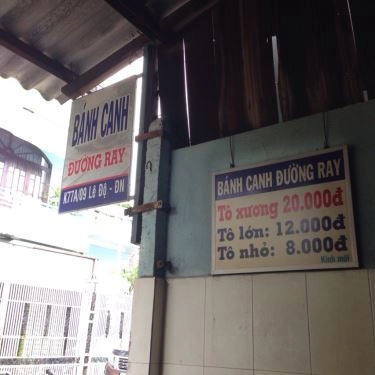 BÁNH CANH
ĐƯỜNG RAY
K77A/09 Lê Độ - ĐN
BÁNH CANH ĐƯỜNG RAY
Tô xương 20.000đ
Tô lớn: 12.000đ
Tô nhỏ: 8.000đ
Kính mời